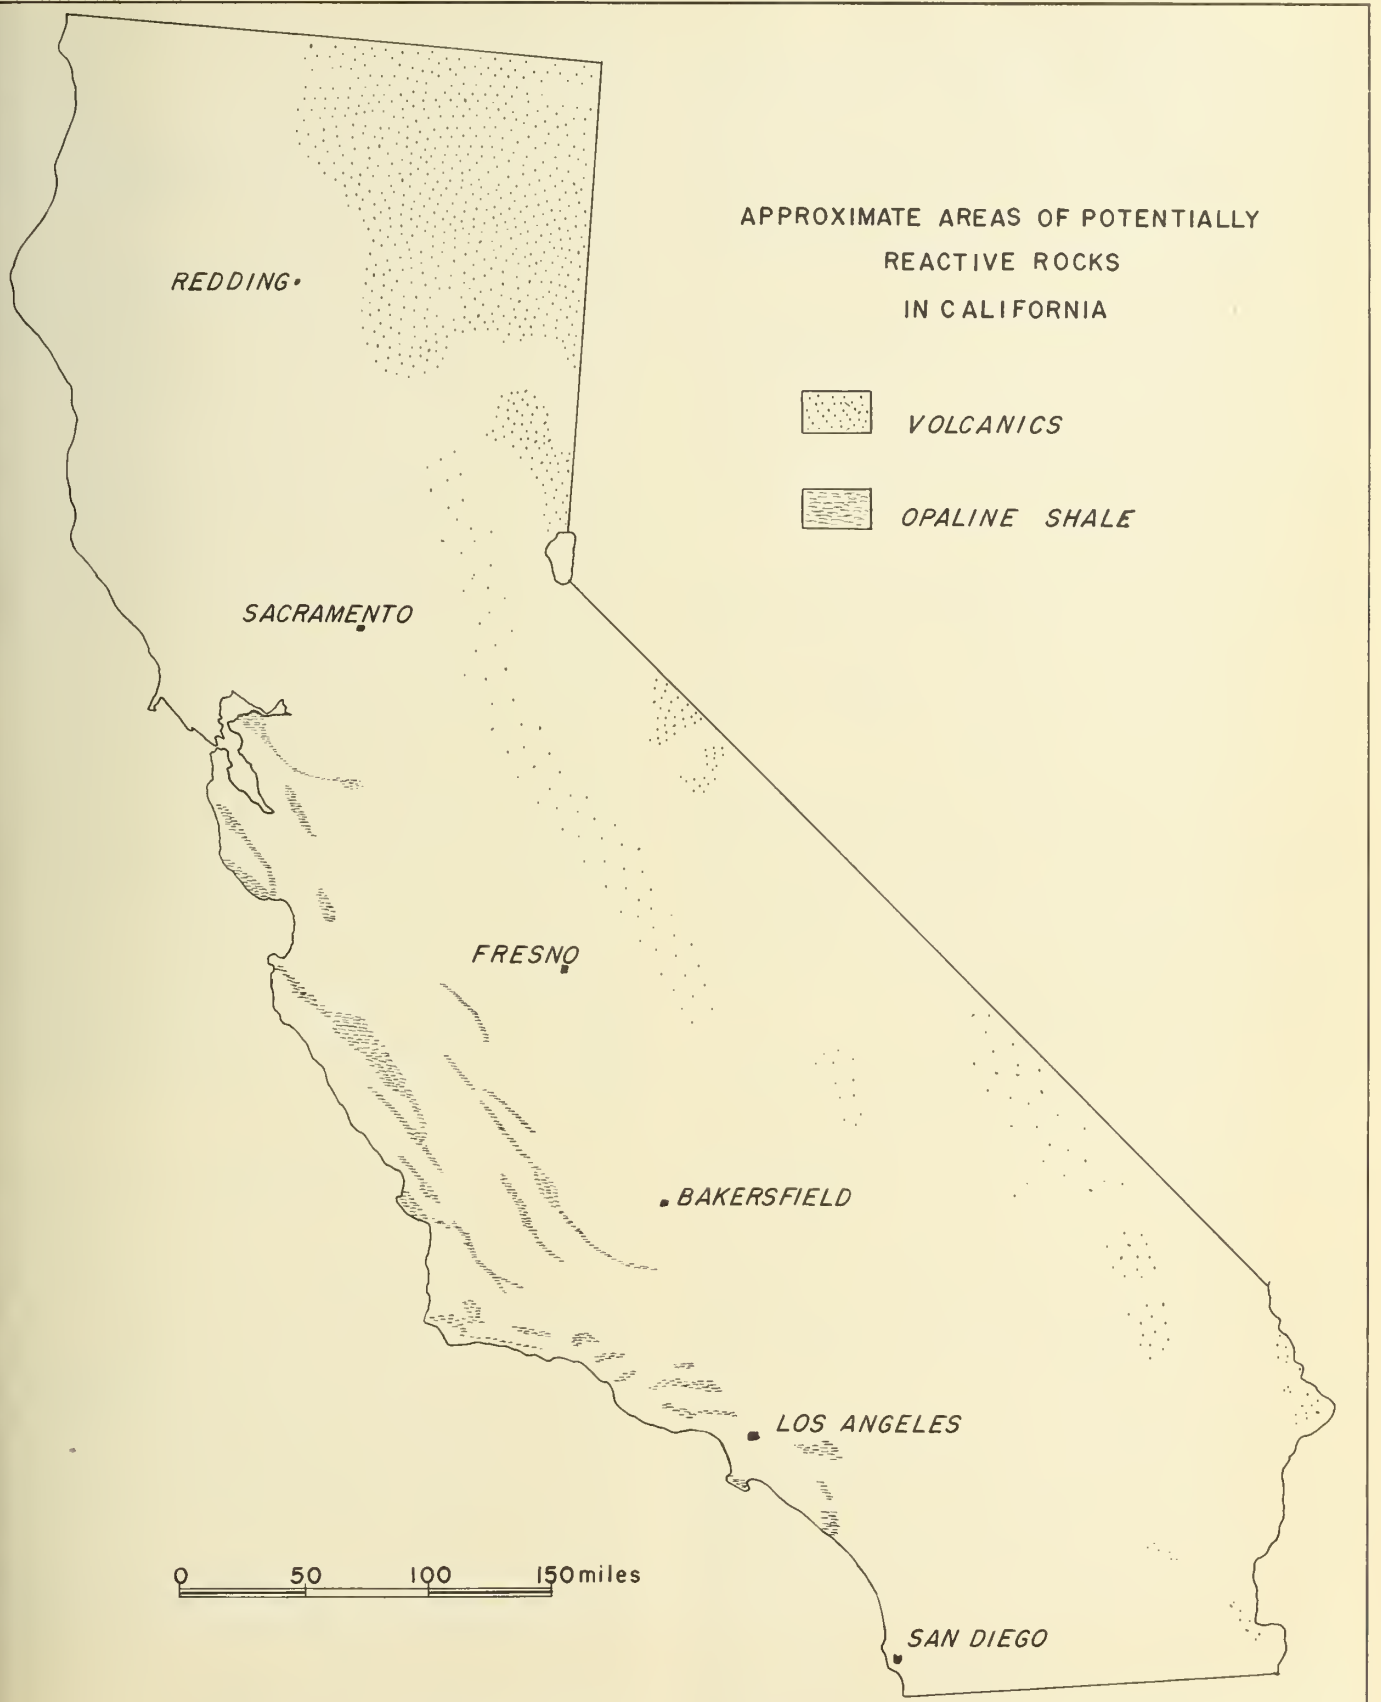 APPROXIMATE AREAS OF POTENTIALLY
REACTIVE ROCKS
IN CALIFORNIA
REDDING
VOLCANICS
OPALINE SHALE
SACRAMENTO
FRESNO
BAKERSFIELD
LOS ANGELES
0 50 100 150 miles
SAN DIEGO